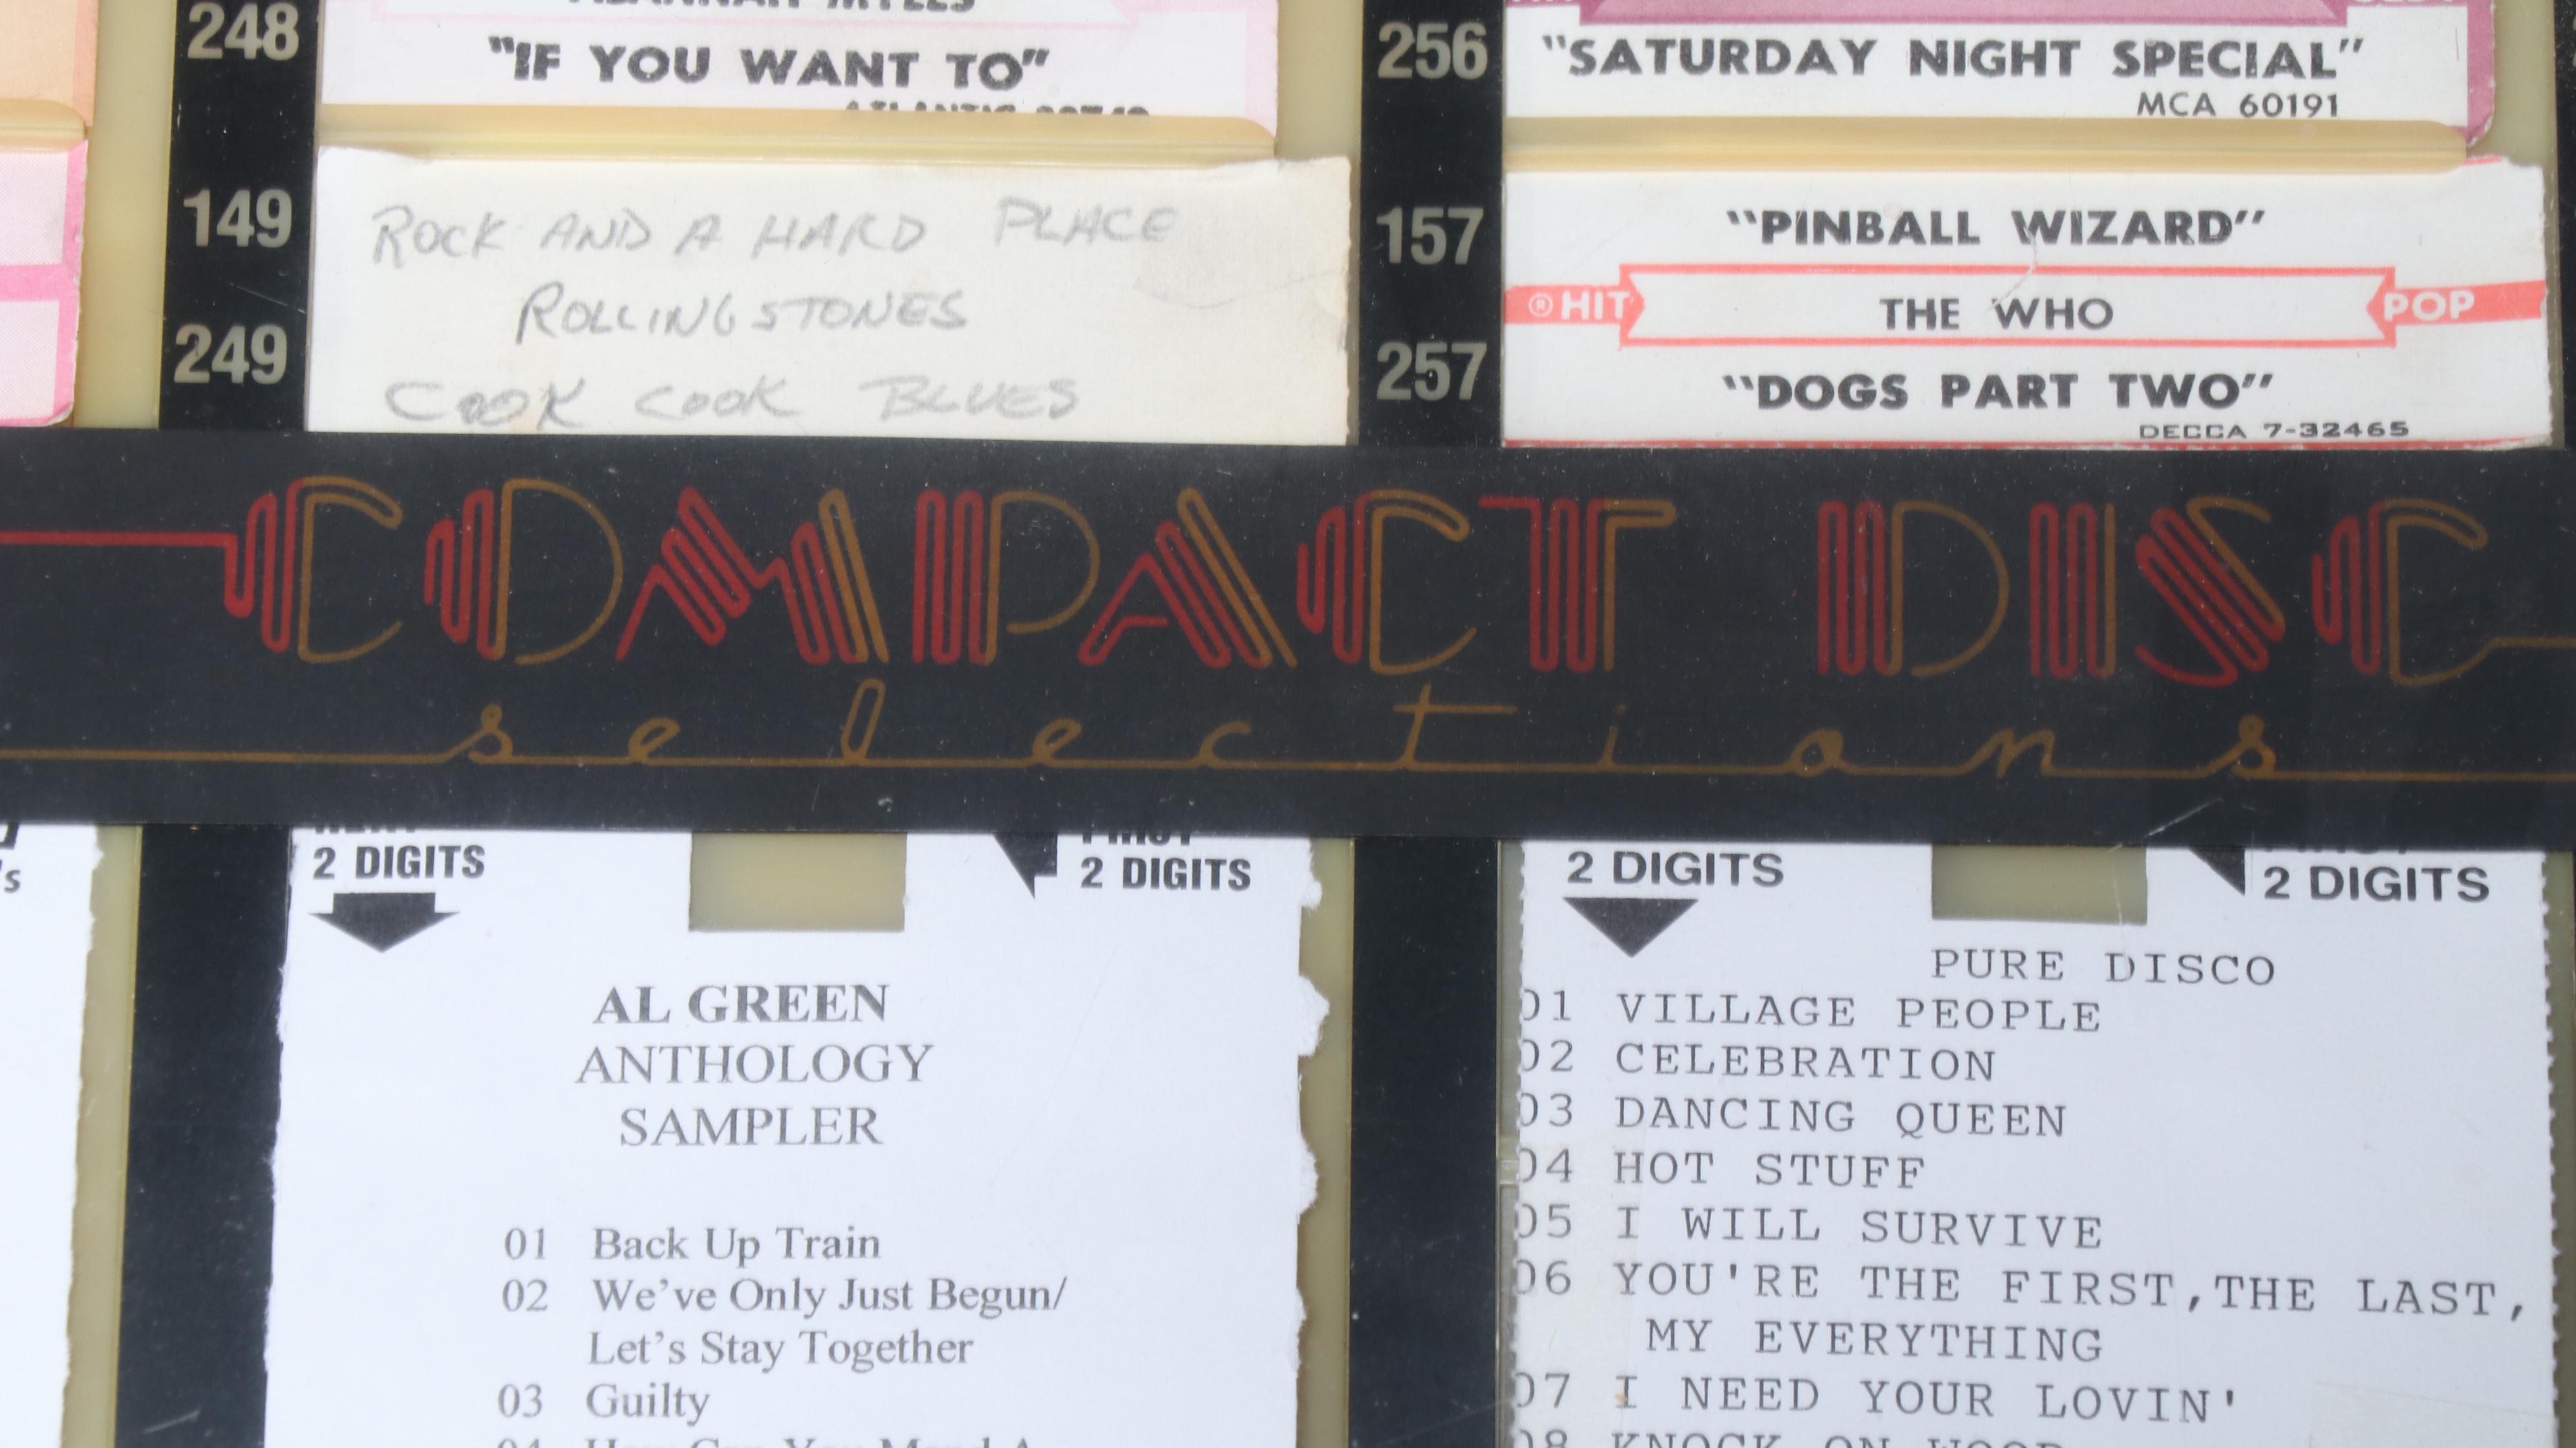 248
"IF YOU WANT TO"
149
249
ROCK AND A HARD PLACE
ROLLING STONES
COOK COOK BLUES
256
"SATURDAY NIGHT SPECIAL"
MCA 60191
157
257
"PINBALL WIZARD"
® HIT THE WHO POP
"DOGS PART TWO"
DECCA 7-32465
COMPACT DISC
selections
's
2 DIGITS
2 DIGITS
AL GREEN
ANTHOLOGY
SAMPLER
01 Back Up Train
02 We've Only Just Begun/
Let's Stay Together
03 Guilty
2 DIGITS
2 DIGITS
PURE DISCO
01 VILLAGE PEOPLE
02 CELEBRATION
03 DANCING QUEEN
04 HOT STUFF
05 I WILL SURVIVE
06 YOU'RE THE FIRST,THE LAST,
MY EVERYTHING
07 I NEED YOUR LOVIN'
08 KNOCK ON WOOD